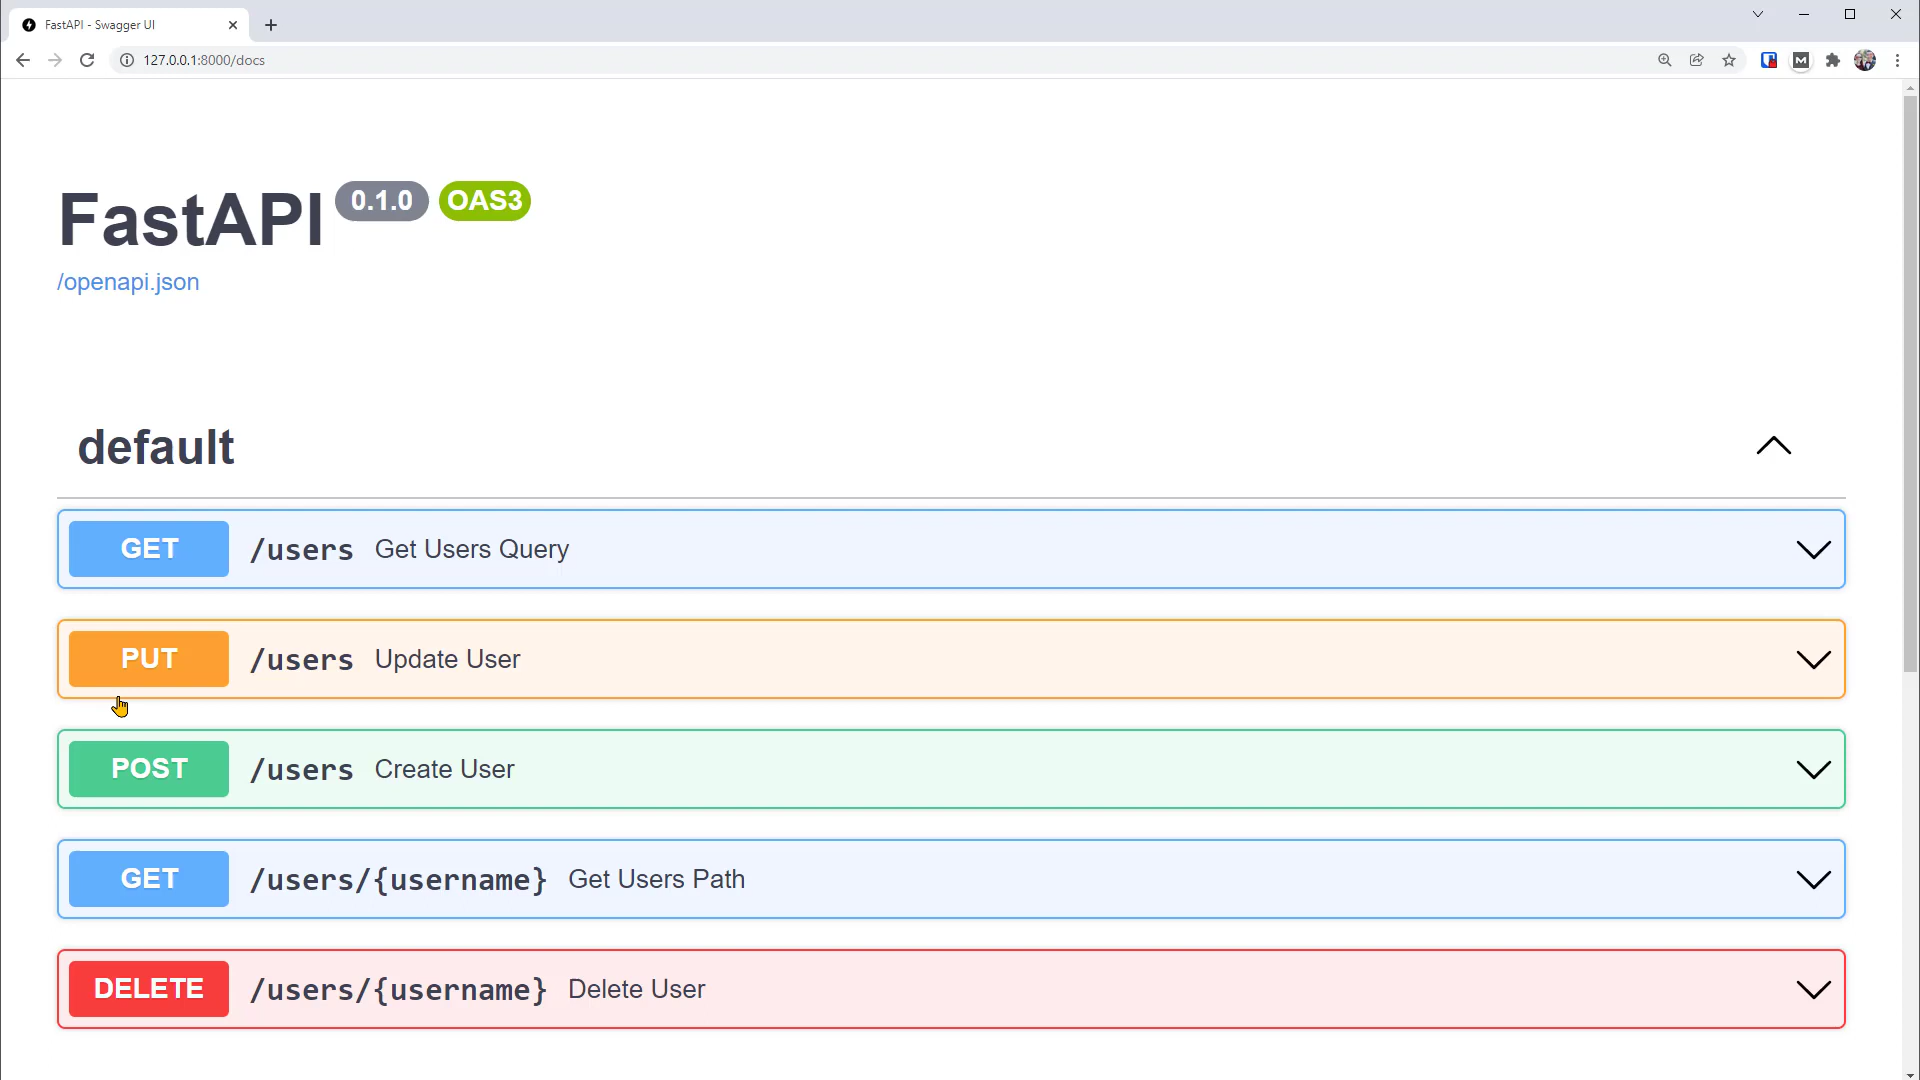 FastAPI - Swagger UI
127.0.0.1:8000/docs
M
FastAPI 0.1.0 OAS3
/openapi.json
default
GET /users Get Users Query
PUT /users Update User
POST /users Create User
GET /users/{username} Get Users Path
DELETE /users/{username} Delete User